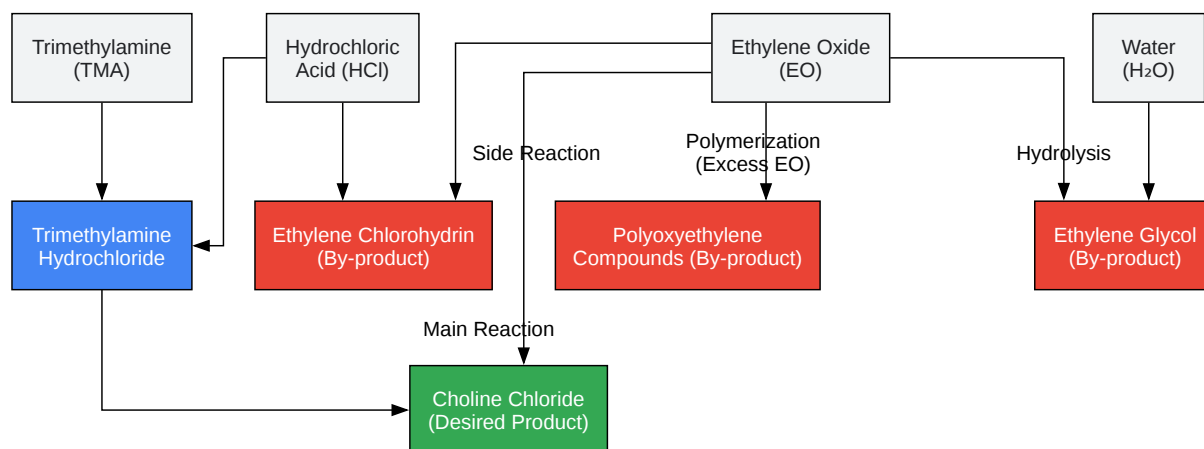 Trimethylamine
(TMA)
Hydrochloric
Acid (HCl)
Ethylene Oxide
(EO)
Water
(H₂O)
Side Reaction
Polymerization
(Excess EO)
Hydrolysis
Trimethylamine
Hydrochloride
Ethylene Chlorohydrin
(By-product)
Polyoxyethylene
Compounds (By-product)
Ethylene Glycol
(By-product)
Main Reaction
Choline Chloride
(Desired Product)